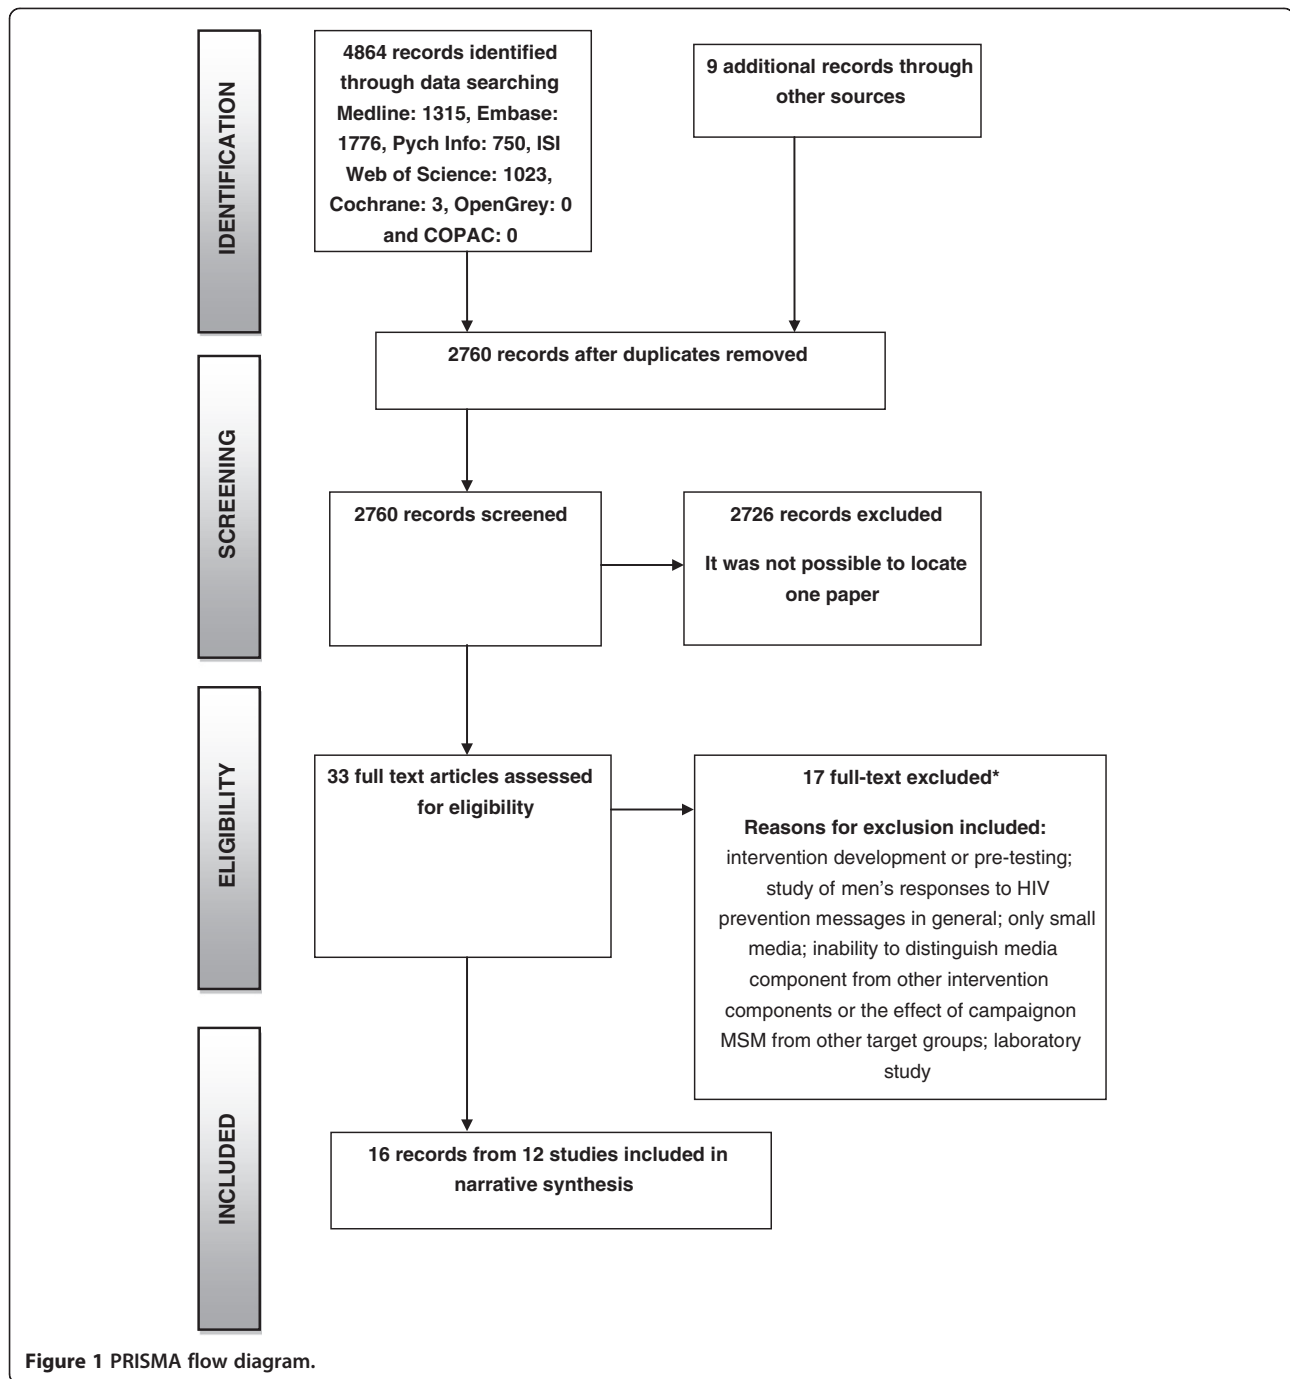 IDENTIFICATION
4864 records identified
through data searching
Medline: 1315, Embase:
1776, Pych Info: 750, ISI
Web of Science: 1023,
Cochrane: 3, OpenGrey: 0
and COPAC: 0
9 additional records through
other sources
2760 records after duplicates removed
SCREENING
2760 records screened
2726 records excluded
It was not possible to locate
one paper
ELIGIBILITY
33 full text articles assessed
for eligibility
17 full-text excluded*
Reasons for exclusion included:
intervention development or pre-testing;
study of men’s responses to HIV
prevention messages in general; only small
media; inability to distinguish media
component from other intervention
components or the effect of campaignon
MSM from other target groups; laboratory
study
INCLUDED
16 records from 12 studies included in
narrative synthesis
Figure 1 PRISMA flow diagram.